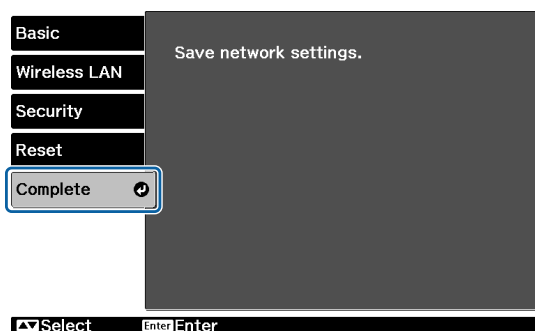 Basic
Wireless LAN
Security
Reset
Complete
Save network settings.
Select Enter Enter